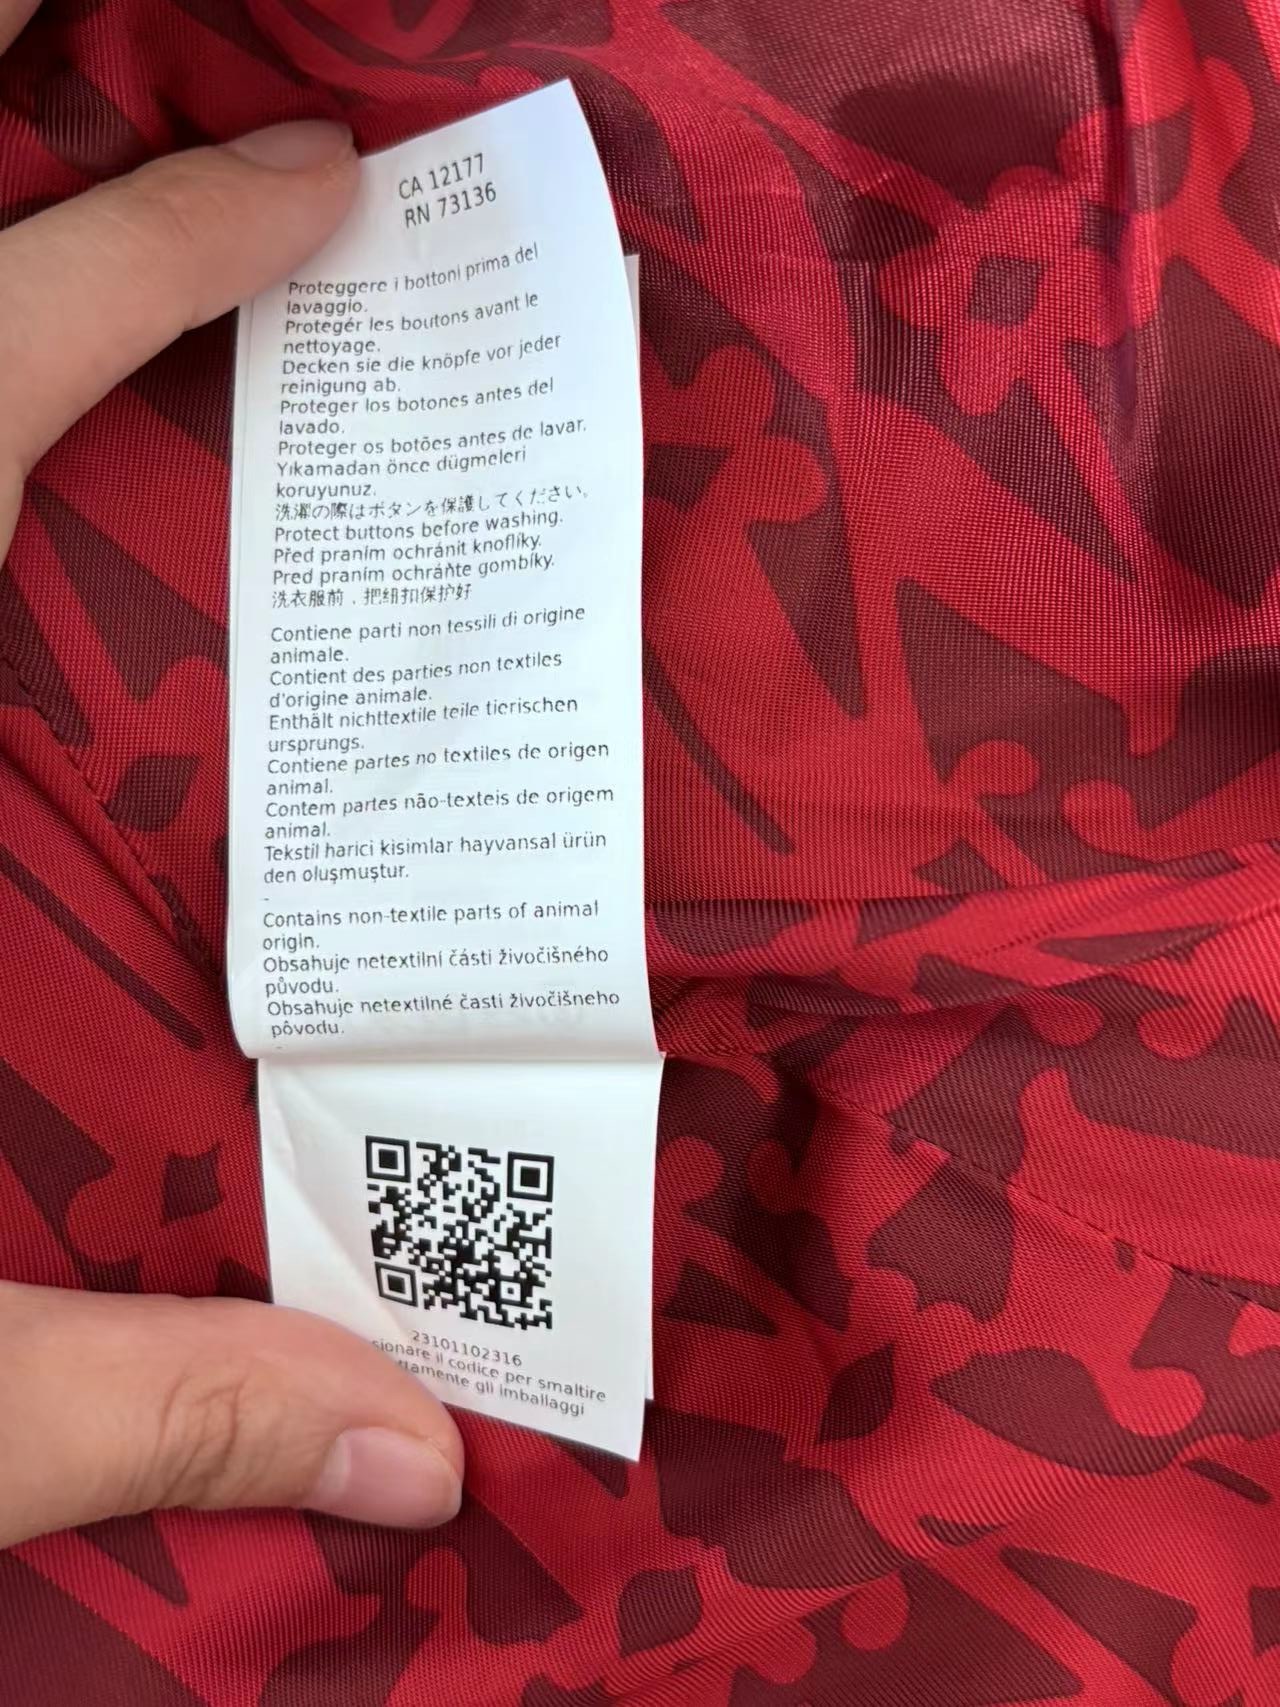 CA 12177
RN 73136
Proteggere i bottoni prima del
lavaggio.
Protegér les boutons avant le
nettoyage.
Decken sie die knöpfe vor jeder
reinigung ab.
Proteger los botones antes del
lavado.
Proteger os botões antes de lavar.
Yıkamadan önce düğmeleri
koruyunuz.
洗濯の際はボタンを保護してください。
Protect buttons before washing.
Před praním ochránit knoflíky.
Pred praním ochráňte gombíky.
洗衣服前，把纽扣保护好
Contiene parti non tessili di origine
animale.
Contient des parties non textiles
d'origine animale.
Enthält nichttextile teile tierischen
ursprungs.
Contiene partes no textiles de origen
animal.
Contem partes não-texteis de origem
animal.
Tekstil harici kisimlar hayvansal ürün
den oluşmuştur.
-
Contains non-textile parts of animal
origin.
Obsahuje netextilní části živočišného
původu.
Obsahuje netextilné časti živočišneho
pôvodu.
-
23101102316
sionare il codice per smaltire
ttamente gli imballaggi